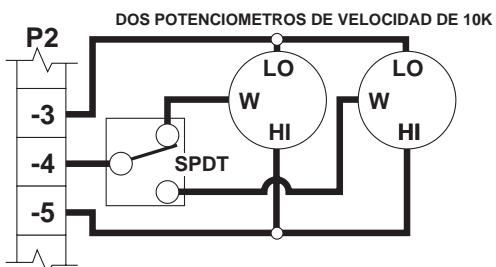 DOS POTENCIOMETROS DE VELOCIDAD DE 10K
P2
LO LO
-3
W W
HI HI
-4
SPDT
-5